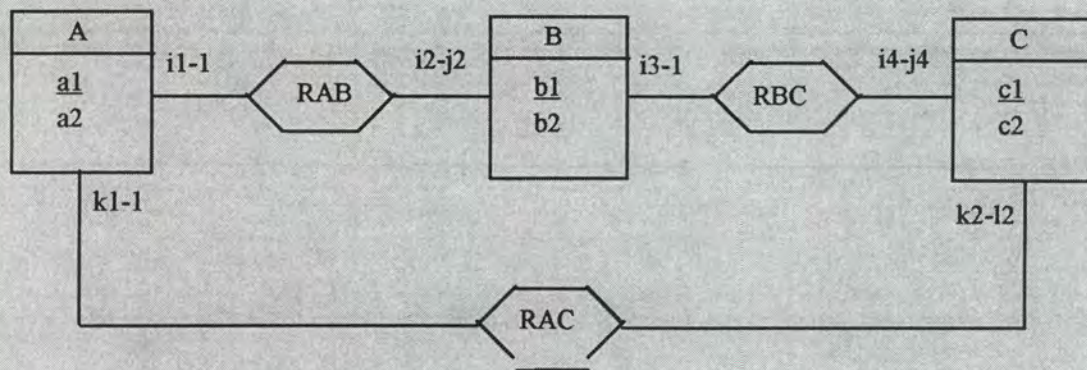 A
B
C
i1-1
i2-j2
i3-1
i4-j4
a1
RAB
b1
RBC
c1
a2
b2
c2
k1-1
k2-l2
RAC